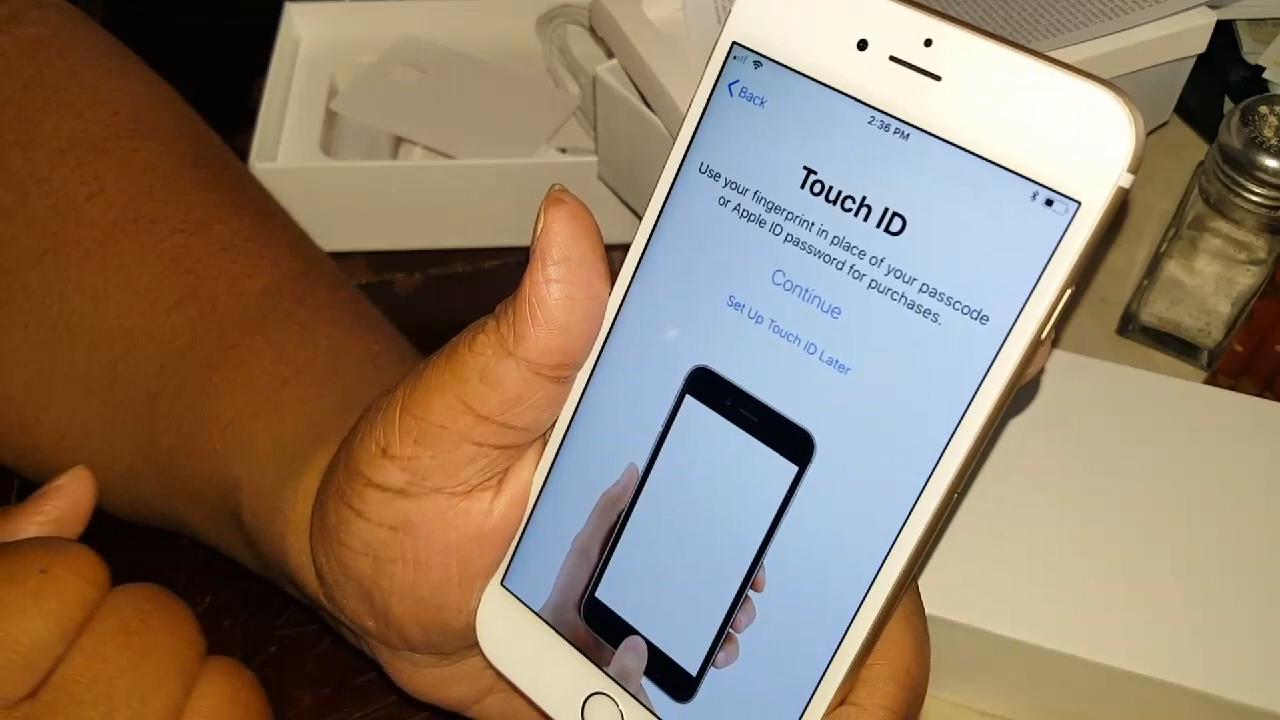 Back
2:36 PM
Touch ID
Use your fingerprint in place of your passcode
or Apple ID password for purchases.
Continue
Set Up Touch ID Later